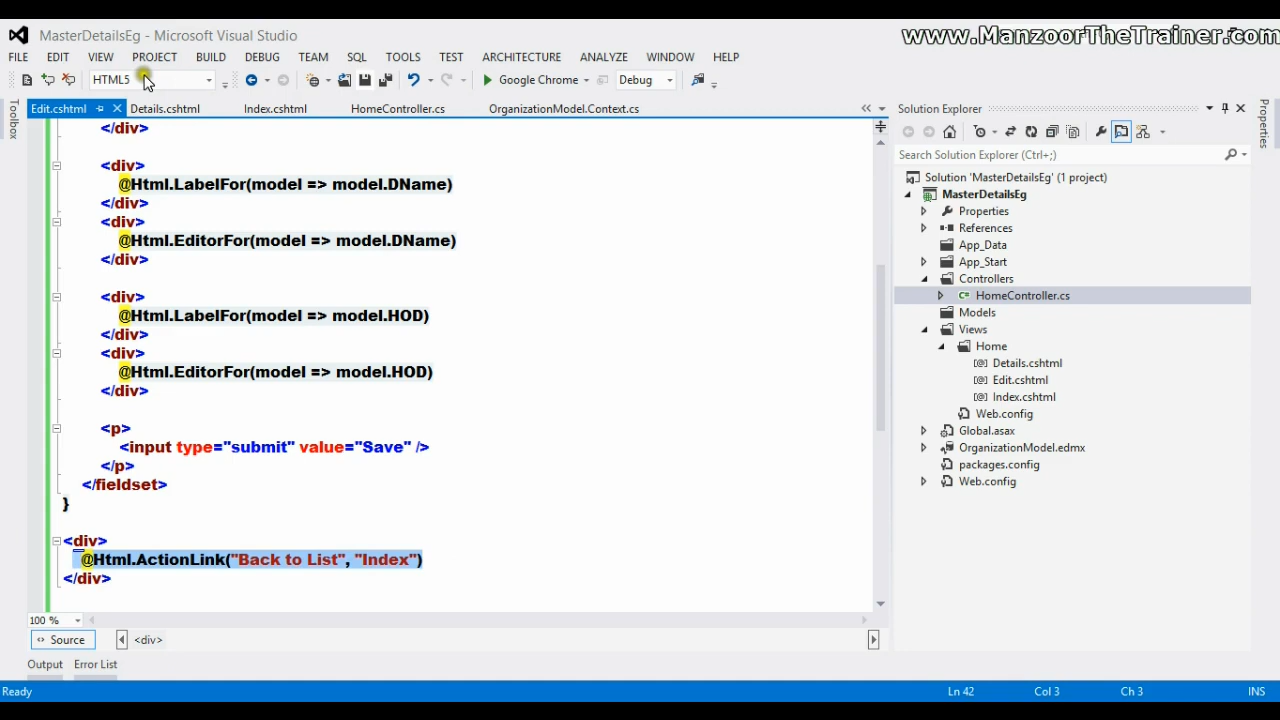 MasterDetailsEg - Microsoft Visual Studio
www.ManzoorTheTrainer.com
FILE EDIT VIEW PROJECT BUILD DEBUG TEAM SQL TOOLS TEST ARCHITECTURE ANALYZE WINDOW HELP
HTML5 Google Chrome Debug
Toolbox
Edit.cshtml Details.cshtml Index.cshtml HomeController.cs OrganizationModel.Context.cs
</div>
<div>
@Html.LabelFor(model => model.DName)
</div>
<div>
@Html.EditorFor(model => model.DName)
</div>
<div>
@Html.LabelFor(model => model.HOD)
</div>
<div>
@Html.EditorFor(model => model.HOD)
</div>
<p>
<input type="submit" value="Save" />
</p>
</fieldset>
}
<div>
@Html.ActionLink("Back to List", "Index")
</div>
100 %
Source <div>
Output Error List
Solution Explorer
Search Solution Explorer (Ctrl+;)
Solution 'MasterDetailsEg' (1 project)
MasterDetailsEg
Properties
References
App_Data
App_Start
Controllers
C# HomeController.cs
Models
Views
Home
[@] Details.cshtml
[@] Edit.cshtml
[@] Index.cshtml
Web.config
Global.asax
OrganizationModel.edmx
packages.config
Web.config
Properties
Ready Ln 42 Col 3 Ch 3 INS